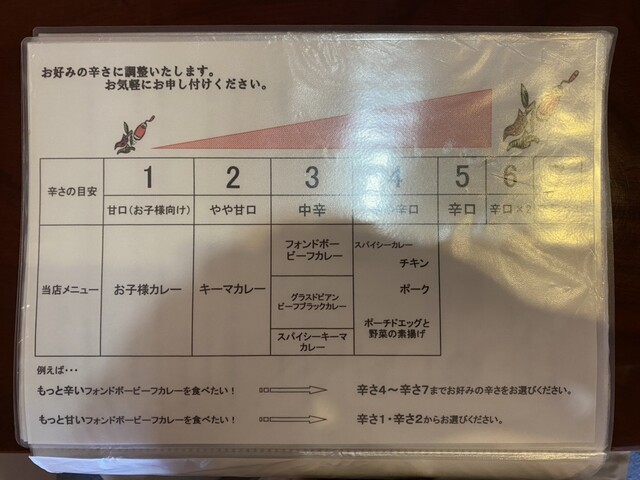 お好みの辛さに調整いたします。
お気軽にお申し付けください。
辛さの目安 1 2 3 4 5 6
甘口(お子様向け) やや甘口 中辛 辛口 辛口 辛口×2
当店メニュー
お子様カレー
キーマカレー
フォンドボー
ビーフカレー
グラスドビアン
ビーフブラックカレー
スパイシーキーマ
カレー
スパイシーカレー
チキン
ポーク
ポーチドエッグと
野菜の素揚げ
例えば・・・
もっと辛いフォンドボービーフカレーを食べたい! 辛さ4～辛さ7までお好みの辛さをお選びください。
もっと甘いフォンドボービーフカレーを食べたい! 辛さ1・辛さ2からお選びください。